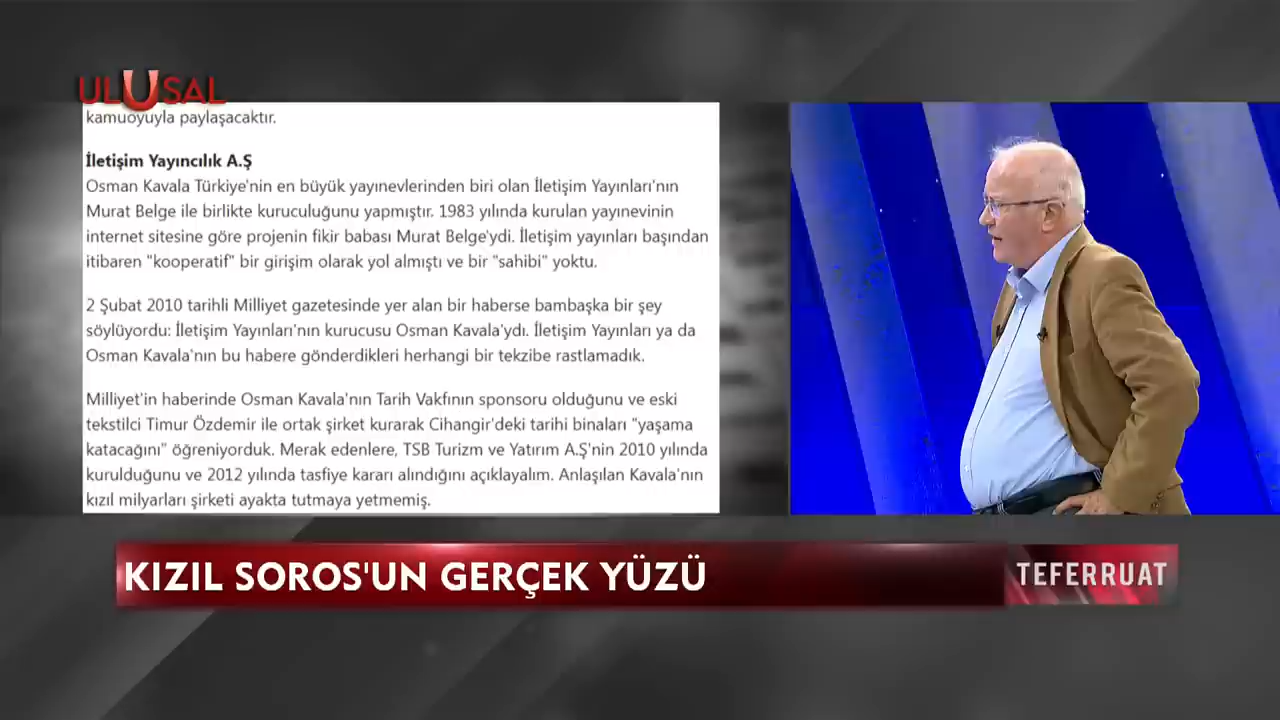 ULUSAL
kamuoyuyla paylaşacaktır.
İletişim Yayıncılık A.Ş
Osman Kavala Türkiye'nin en büyük yayınevlerinden biri olan İletişim Yayınları'nın
Murat Belge ile birlikte kuruculuğunu yapmıştır. 1983 yılında kurulan yayınevinin
internet sitesine göre projenin fikir babası Murat Belge'ydi. İletişim yayınları başından
itibaren "kooperatif" bir girişim olarak yol almıştı ve bir "sahibi" yoktu.
2 Şubat 2010 tarihli Milliyet gazetesinde yer alan bir haberse bambaşka bir şey
söylüyordu: İletişim Yayınları'nın kurucusu Osman Kavala'ydı. İletişim Yayınları ya da
Osman Kavala'nın bu habere gönderdikleri herhangi bir tekzibe rastlamadık.
Milliyet'in haberinde Osman Kavala'nın Tarih Vakfının sponsoru olduğunu ve eski
tekstilci Timur Özdemir ile ortak şirket kurarak Cihangir'deki tarihi binaları "yaşama
katacağını" öğreniyorduk. Merak edenlere, TSB Turizm ve Yatırım A.Ş'nin 2010 yılında
kurulduğunu ve 2012 yılında tasfiye kararı alındığını açıklayalım. Anlaşılan Kavala'nın
kızıl milyarları şirketi ayakta tutmaya yetmemiş.
KIZIL SOROS'UN GERÇEK YÜZÜ
TEFERRUAT